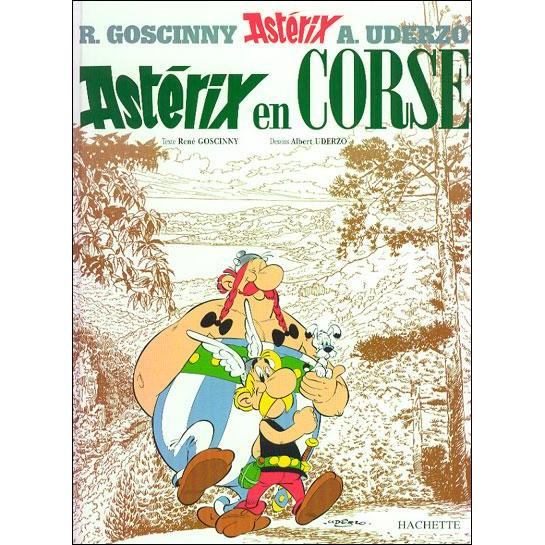 R. GOSCINNY Astérix A. UDERZO
Astérix en CORSE
Texte René GOSCINNY Dessins Albert UDERZO
UDERZO
HACHETTE